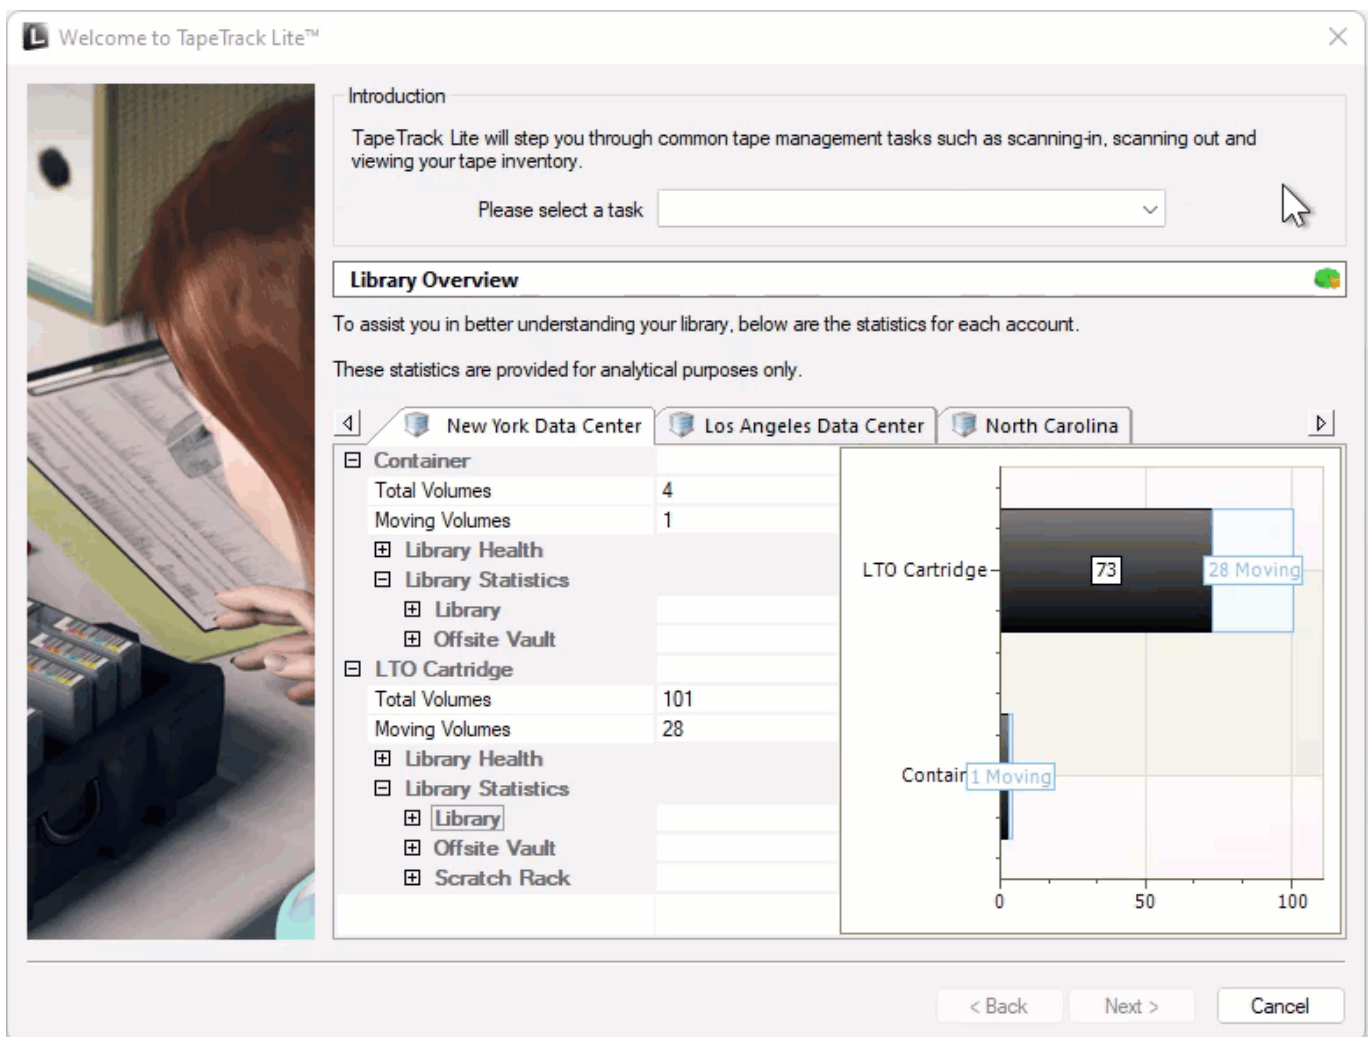 Welcome to TapeTrack Lite™
Introduction
TapeTrack Lite will step you through common tape management tasks such as scanning-in, scanning out and
viewing your tape inventory.
Please select a task
Library Overview
To assist you in better understanding your library, below are the statistics for each account.
These statistics are provided for analytical purposes only.
New York Data Center
Los Angeles Data Center
North Carolina
Container
Total Volumes 4
Moving Volumes 1
Library Health
Library Statistics
Library
Offsite Vault
LTO Cartridge
Total Volumes 101
Moving Volumes 28
Library Health
Library Statistics
Library
Offsite Vault
Scratch Rack
LTO Cartridge
73
28 Moving
Contain
1 Moving
0 50 100
< Back
Next >
Cancel